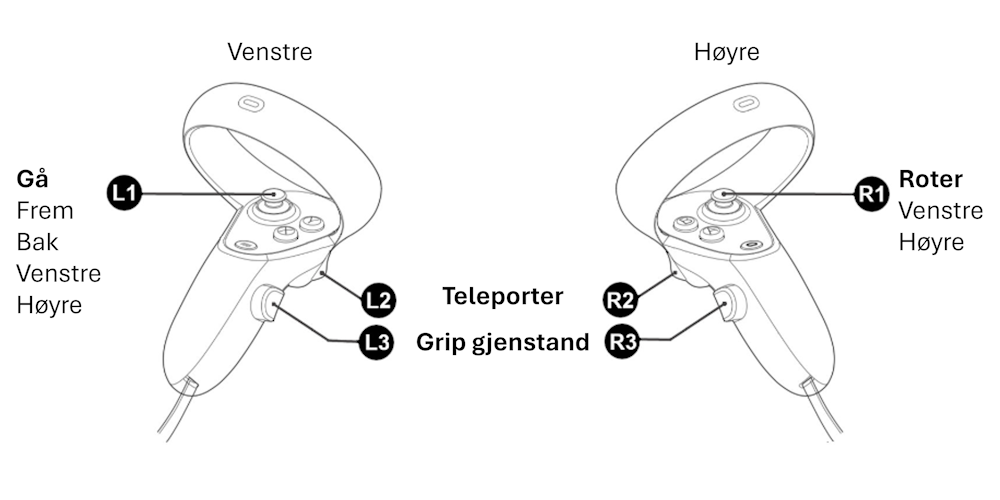 Venstre
Høyre
Gå
Frem
Bak
Venstre
Høyre
L1
R1
Roter
Venstre
Høyre
L2
Teleporter
R2
L3
Grip gjenstand
R3